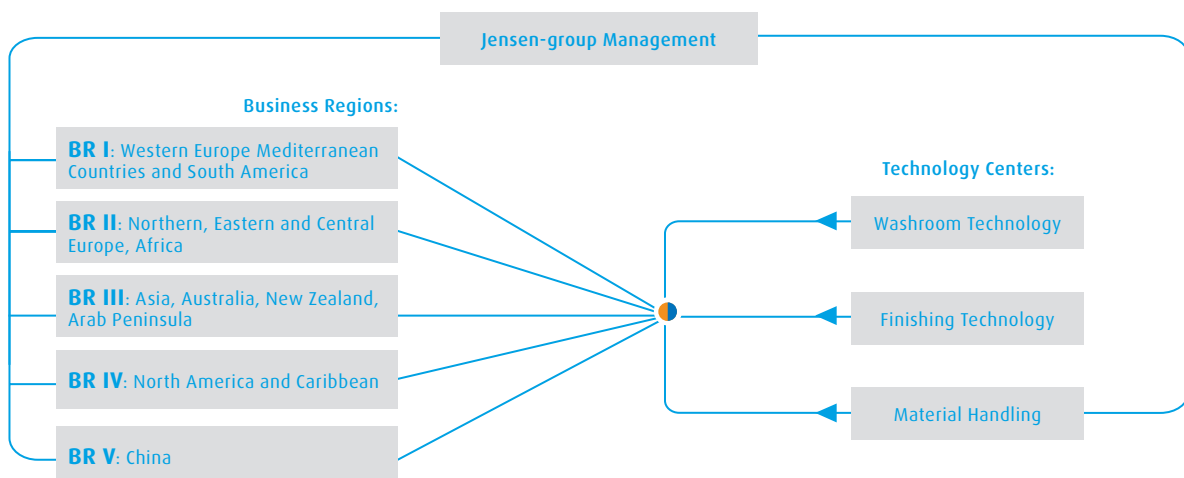 Jensen-group Management
Business Regions:
BR I: Western Europe Mediterranean
Countries and South America
BR II: Northern, Eastern and Central
Europe, Africa
BR III: Asia, Australia, New Zealand,
Arab Peninsula
BR IV: North America and Caribbean
BR V: China
Technology Centers:
Washroom Technology
Finishing Technology
Material Handling